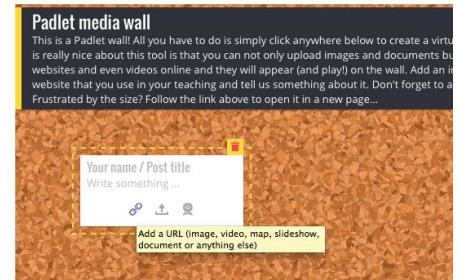 Padlet media wall
This is a Padlet wall! All you have to do is simply click anywhere below to create a virtu
is really nice about this tool is that you can not only upload images and documents bu
websites and even videos online and they will appear (and play!) on the wall. Add an i
website that you use in your teaching and tell us something about it. Don't forget to a
Frustrated by the size? Follow the link above to open it in a new page...
Your name / Post title
Write something ...
Add a URL (image, video, map, slideshow,
document or anything else)